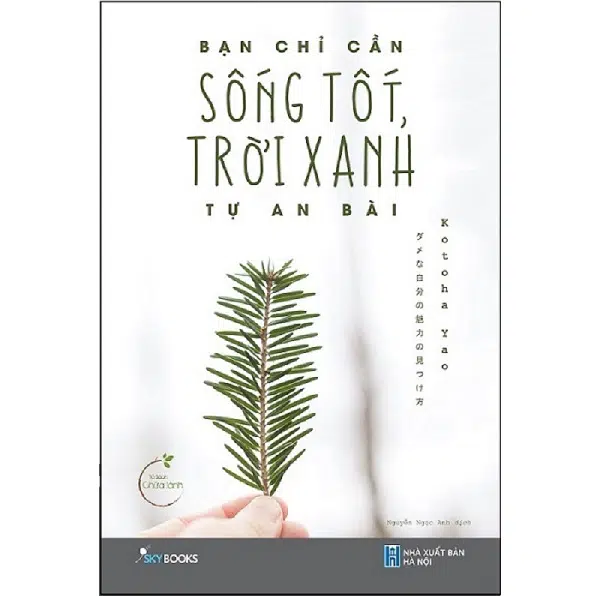 BẠN CHỈ CẦN
SỐNG TỐT,
TRỜI XANH
TỰ AN BÀI
Kotoha Yao
ダメな自分の魅力の見つけ方
Tủ sách
Chữa lành
Nguyễn Ngọc Anh dịch
SKYBOOKS
NHÀ XUẤT BẢN
HÀ NỘI